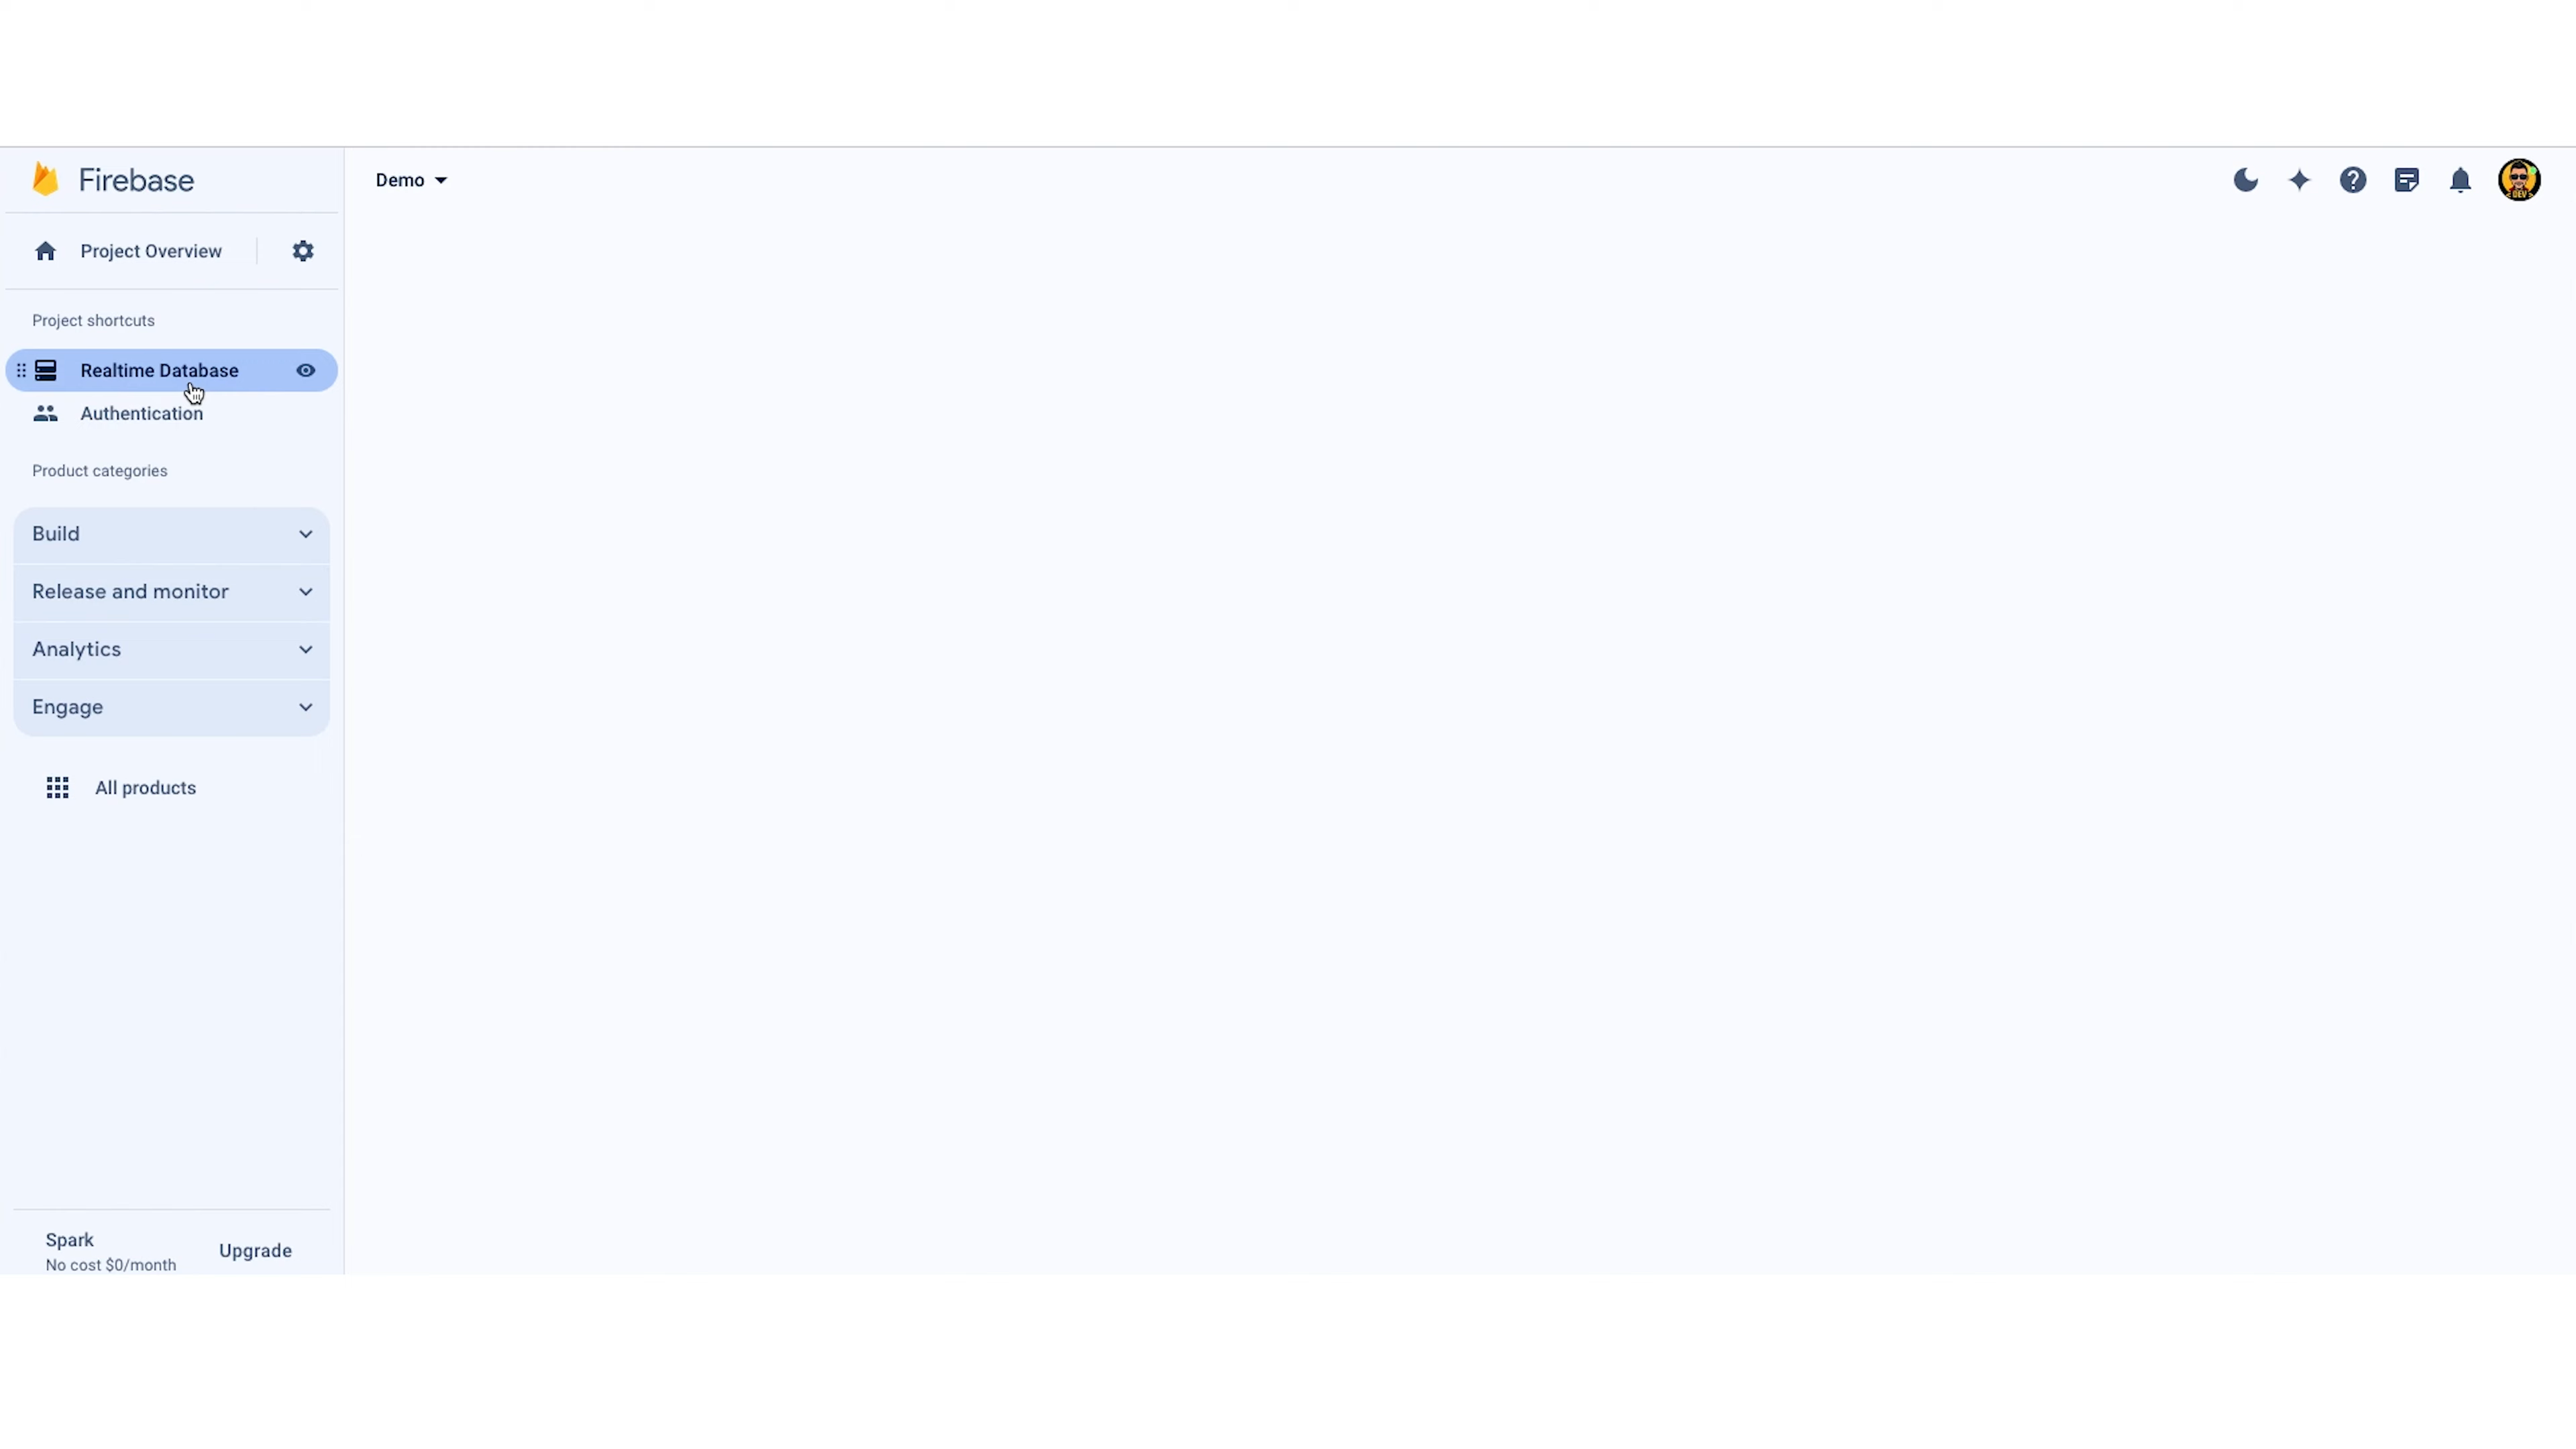 Firebase
Demo
Project Overview
Project shortcuts
Realtime Database
Authentication
Product categories
Build
Release and monitor
Analytics
Engage
All products
Spark
No cost $0/month
Upgrade
DEV